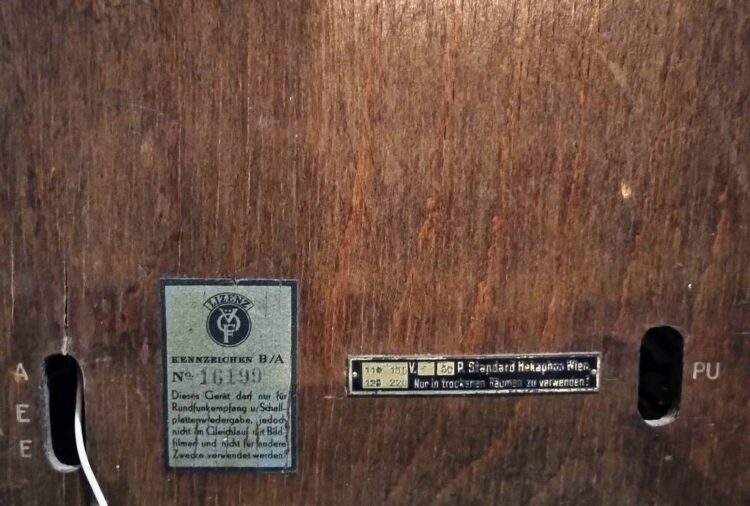 LIZENZ
KENNZEICHEN B/A
No 16199
Dieses Gerät darf nur für
Rundfunkempfang u/Schall-
plattenwiedergabe, jedoch
nicht im Gleichlauf mit Bild-
filmen und nicht für andere
Zwecke verwendet werden!
110 150 V. 50 P. Standard Hekaphon Wien
125 220 Nur in trockenen Räumen zu verwenden!
A
E
E
PU